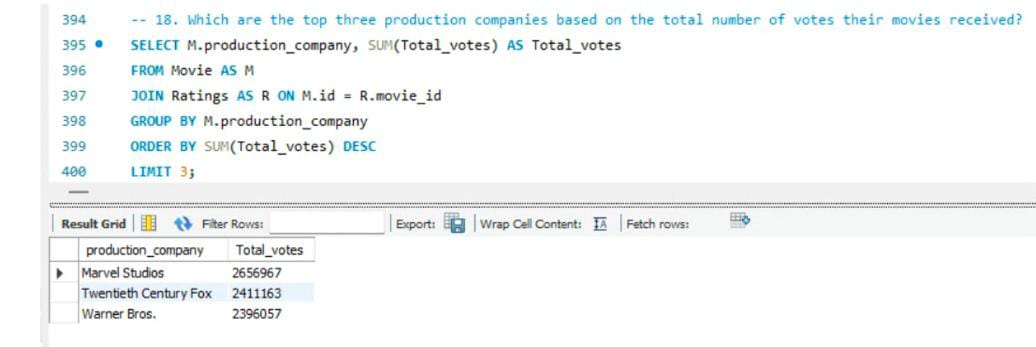 394 -- 18. Which are the top three production companies based on the total number of votes their movies received?
395 SELECT M.production_company, SUM(Total_votes) AS Total_votes
396 FROM Movie AS M
397 JOIN Ratings AS R ON M.id = R.movie_id
398 GROUP BY M.production_company
399 ORDER BY SUM(Total_votes) DESC
400 LIMIT 3;
Result Grid Filter Rows: Export: Wrap Cell Content: IA Fetch rows:
production_company Total_votes
Marvel Studios 2656967
Twentieth Century Fox 2411163
Warner Bros. 2396057